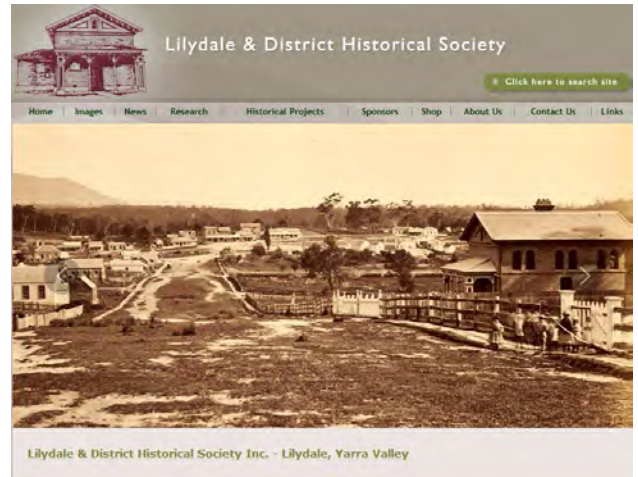 Lilydale & District Historical Society
Click here to search site
Home Images News Research Historical Projects Sponsors Shop About Us Contact Us Links
Lilydale & District Historical Society Inc. - Lilydale, Yarra Valley